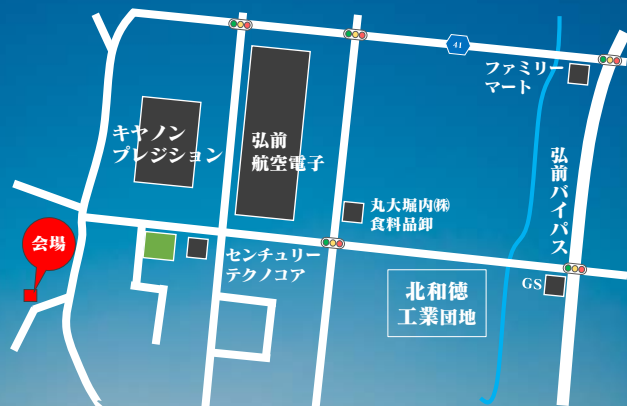 41
ファミリー
マート
キヤノン
プレジション
弘前
航空電子
弘前バイパス
丸大堀内㈱
食料品卸
会場
センチュリー
テクノコア
GS
北和徳
工業団地